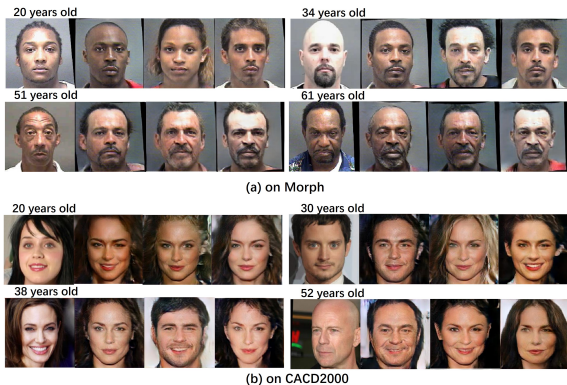 20 years old
34 years old
51 years old
61 years old
(a) on Morph
20 years old
30 years old
38 years old
52 years old
(b) on CACD2000